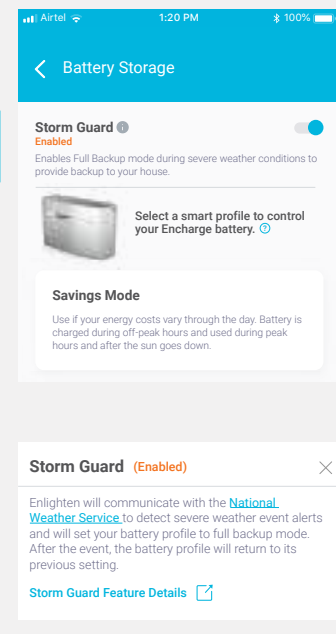 Airtel 1:20 PM 100%
Battery Storage
Storm Guard
Enabled
Enables Full Backup mode during severe weather conditions to
provide backup to your house.
Select a smart profile to control
your Encharge battery.
Savings Mode
Use if your energy costs vary through the day. Battery is
charged during off-peak hours and used during peak
hours and after the sun goes down.
Storm Guard (Enabled)
Enlighten will communicate with the National
Weather Service to detect severe weather event alerts
and will set your battery profile to full backup mode.
After the event, the battery profile will return to its
previous setting.
Storm Guard Feature Details